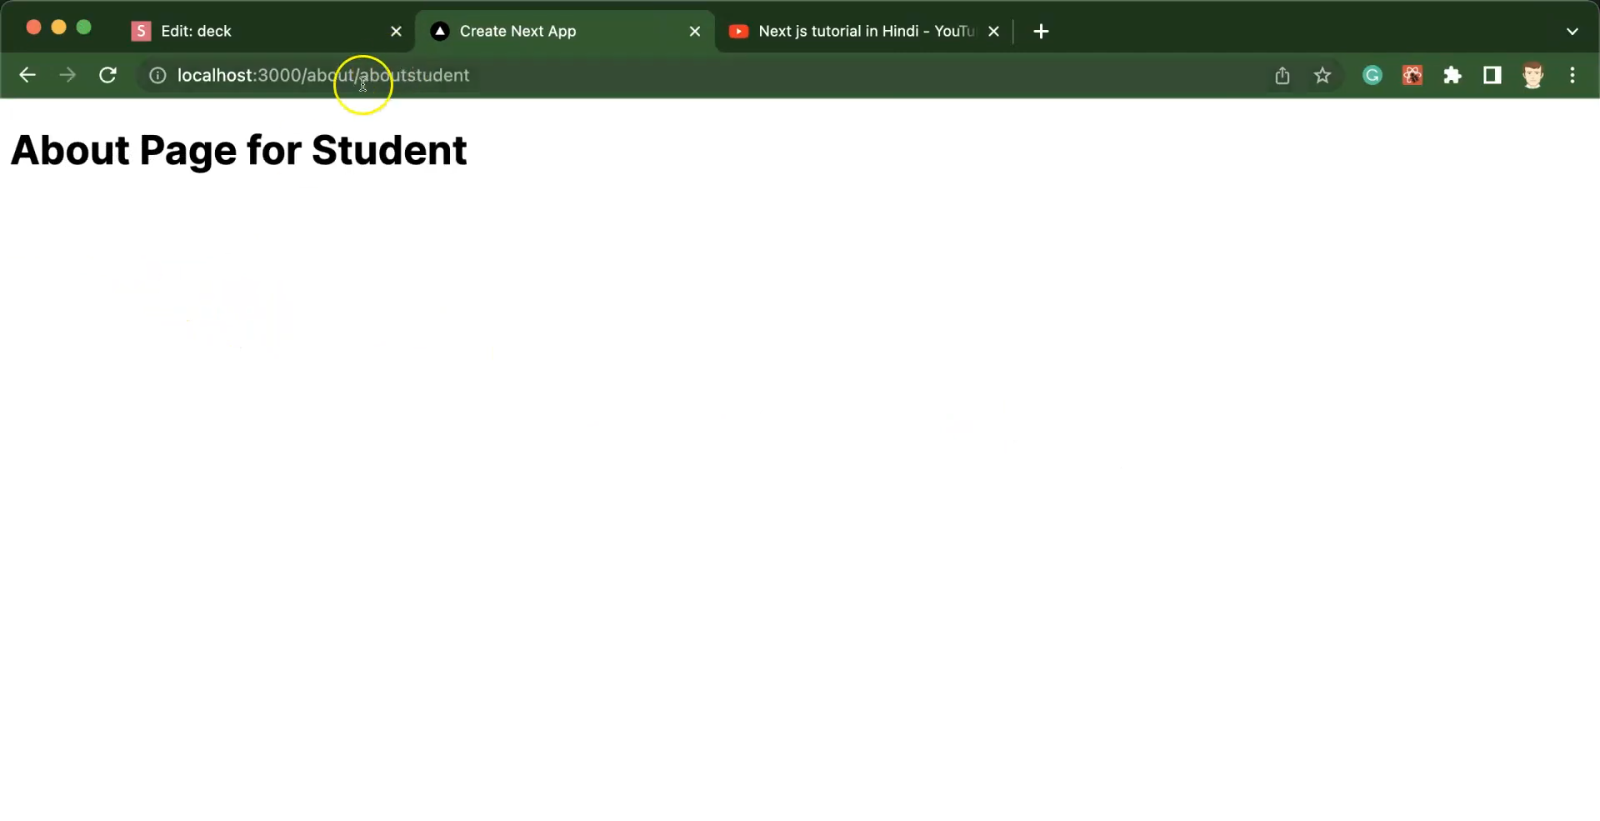 S Edit: deck
Create Next App
Next js tutorial in Hindi - YouTu
localhost:3000/about/aboutstudent
About Page for Student